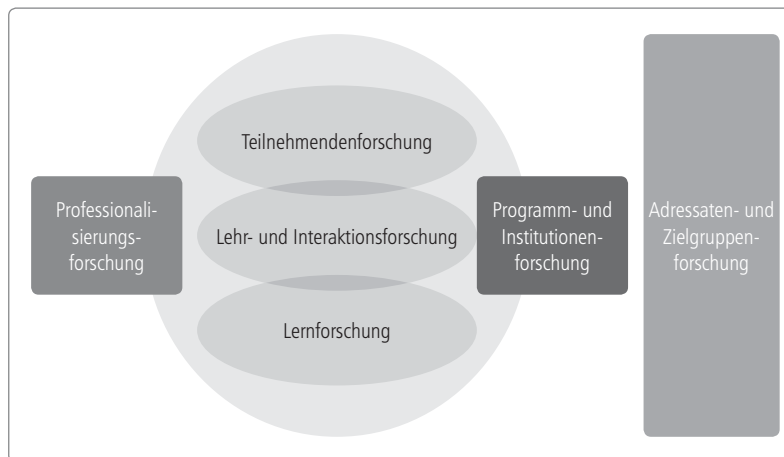 Teilnehmendenforschung
Professionali-
sierungs-
forschung
Lehr- und Interaktionsforschung
Programm- und
Institutionen-
forschung
Adressaten- und
Zielgruppen-
forschung
Lernforschung